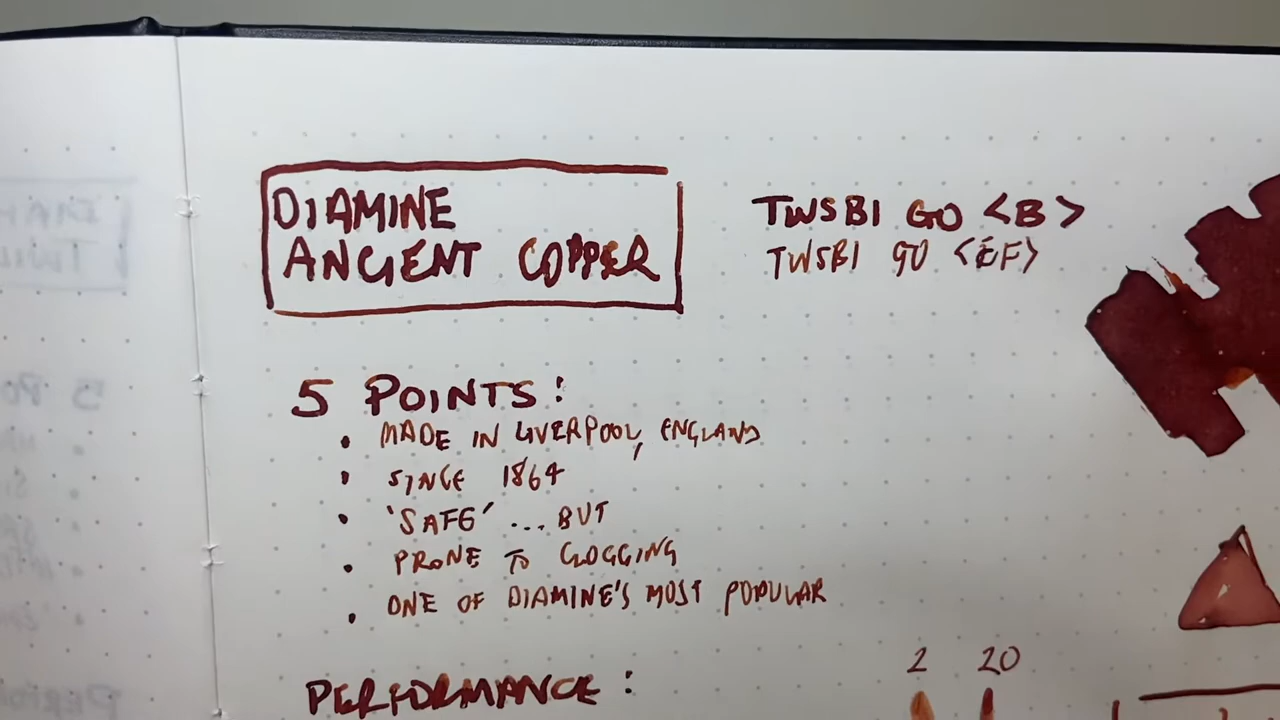 DIAMINE
ANCIENT COPPER
TWSBI GO <B>
TWSBI GO <EF>
5 POINTS:
• MADE IN LIVERPOOL, ENGLAND
• SINCE 1864
• 'SAFE' ... BUT
• PRONE TO CLOGGING
• ONE OF DIAMINE'S MOST POPULAR
PERFORMANCE:
2 20